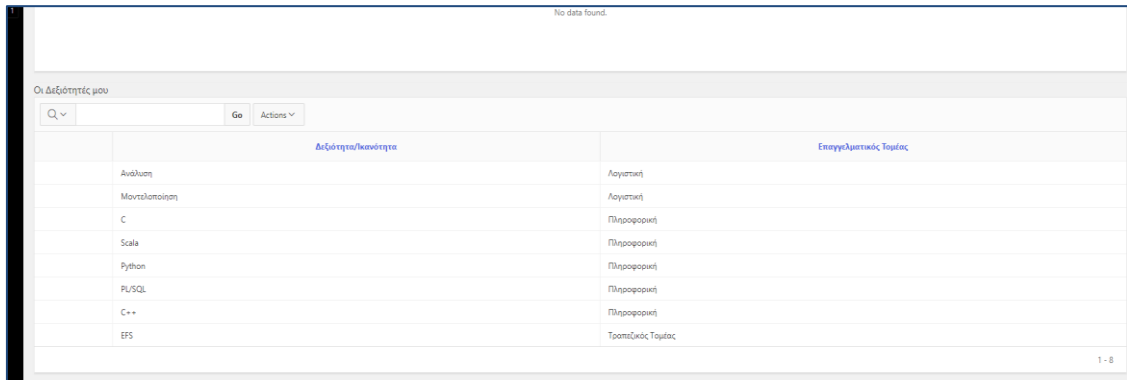 1
No data found.
Οι Δεξιότητές μου
Go Actions
Δεξιότητα/Ικανότητα Επαγγελματικός Τομέας
Ανάλυση Λογιστική
Μοντελοποίηση Λογιστική
C Πληροφορική
Scala Πληροφορική
Python Πληροφορική
PL/SQL Πληροφορική
C++ Πληροφορική
EFS Τραπεζικός Τομέας
1 - 8